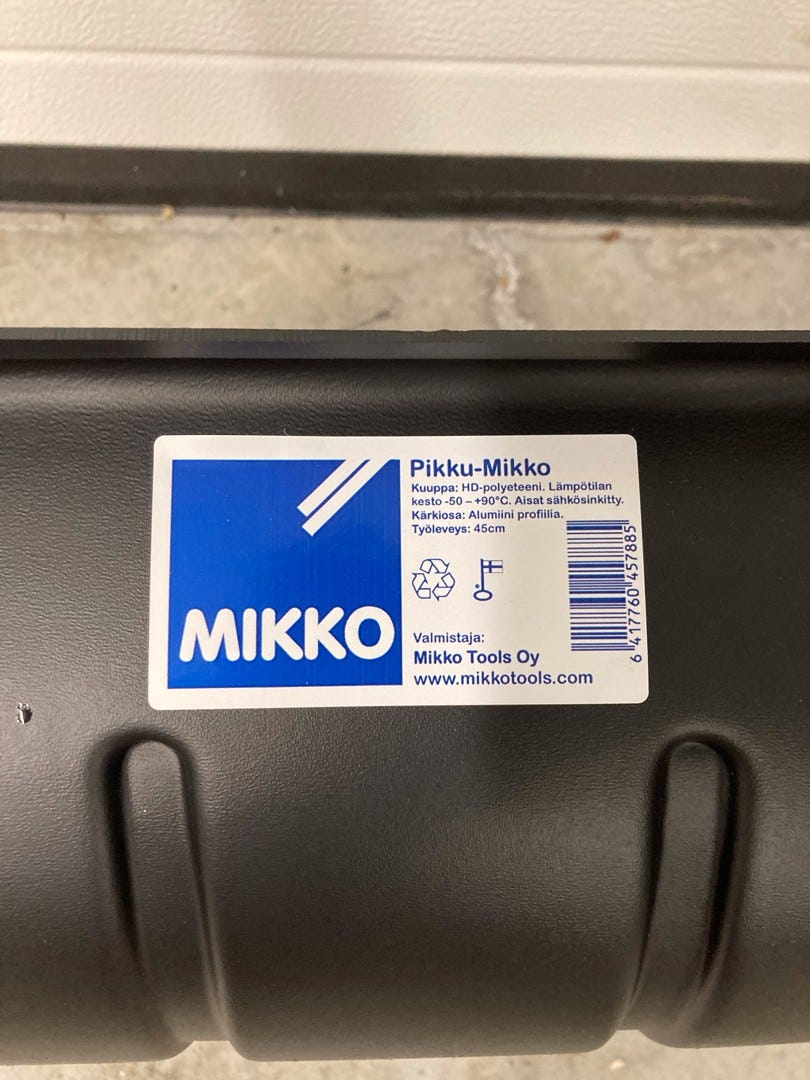 MIKKO
Pikku-Mikko
Kuuppa: HD-polyeteeni. Lämpötilan
kesto -50 – +90°C. Aisat sähkösinkitty.
Kärkiosa: Alumiini profiilia.
Työleveys: 45cm
Valmistaja:
Mikko Tools Oy
www.mikkotools.com
6 417760 457885